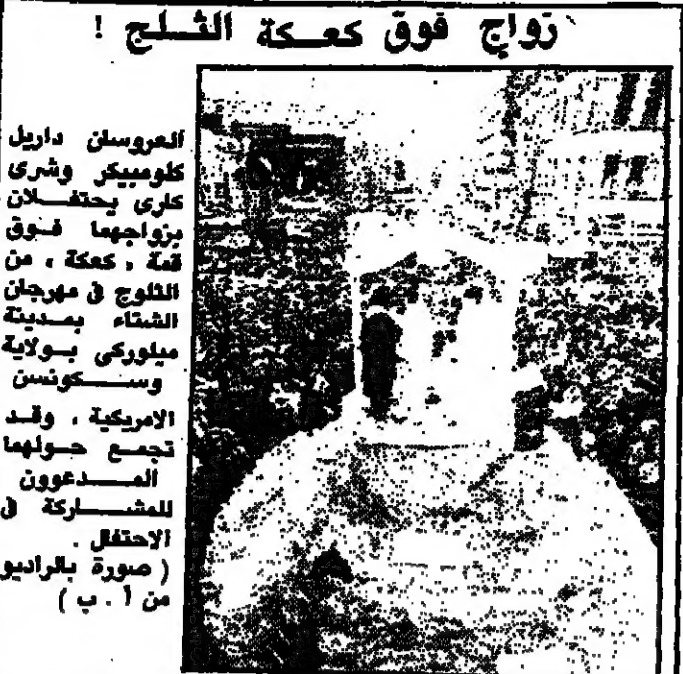 زواج فوق كعكة الثلج !
العروسان داريل
كلومبيكر وشرى
كارى يحتفلان
بزواجهما فوق
قمة « كعكة » من
الثلوج فى مهرجان
الشتاء بمدينة
ميلوركى بولاية
وسكونسن
الامريكية ، وقد
تجمع حولهما
المدعوون
للمشاركة فى
الاحتفال .
( صورة بالراديو
من أ . ب )